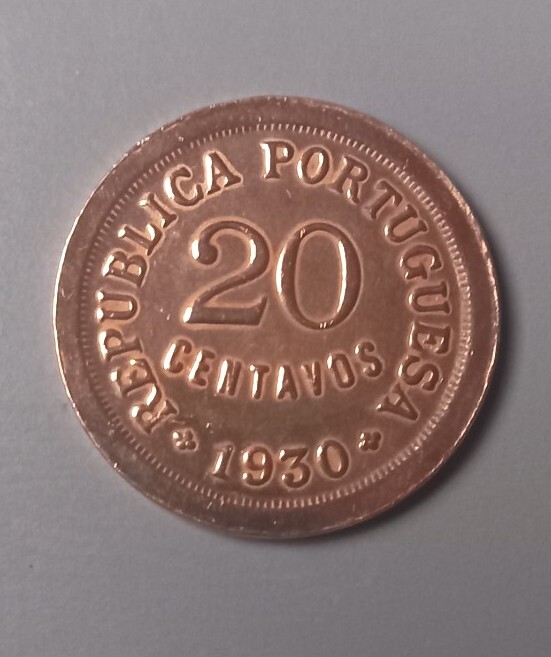 REPUBLICA PORTUGUESA
20
CENTAVOS
* 1930 *